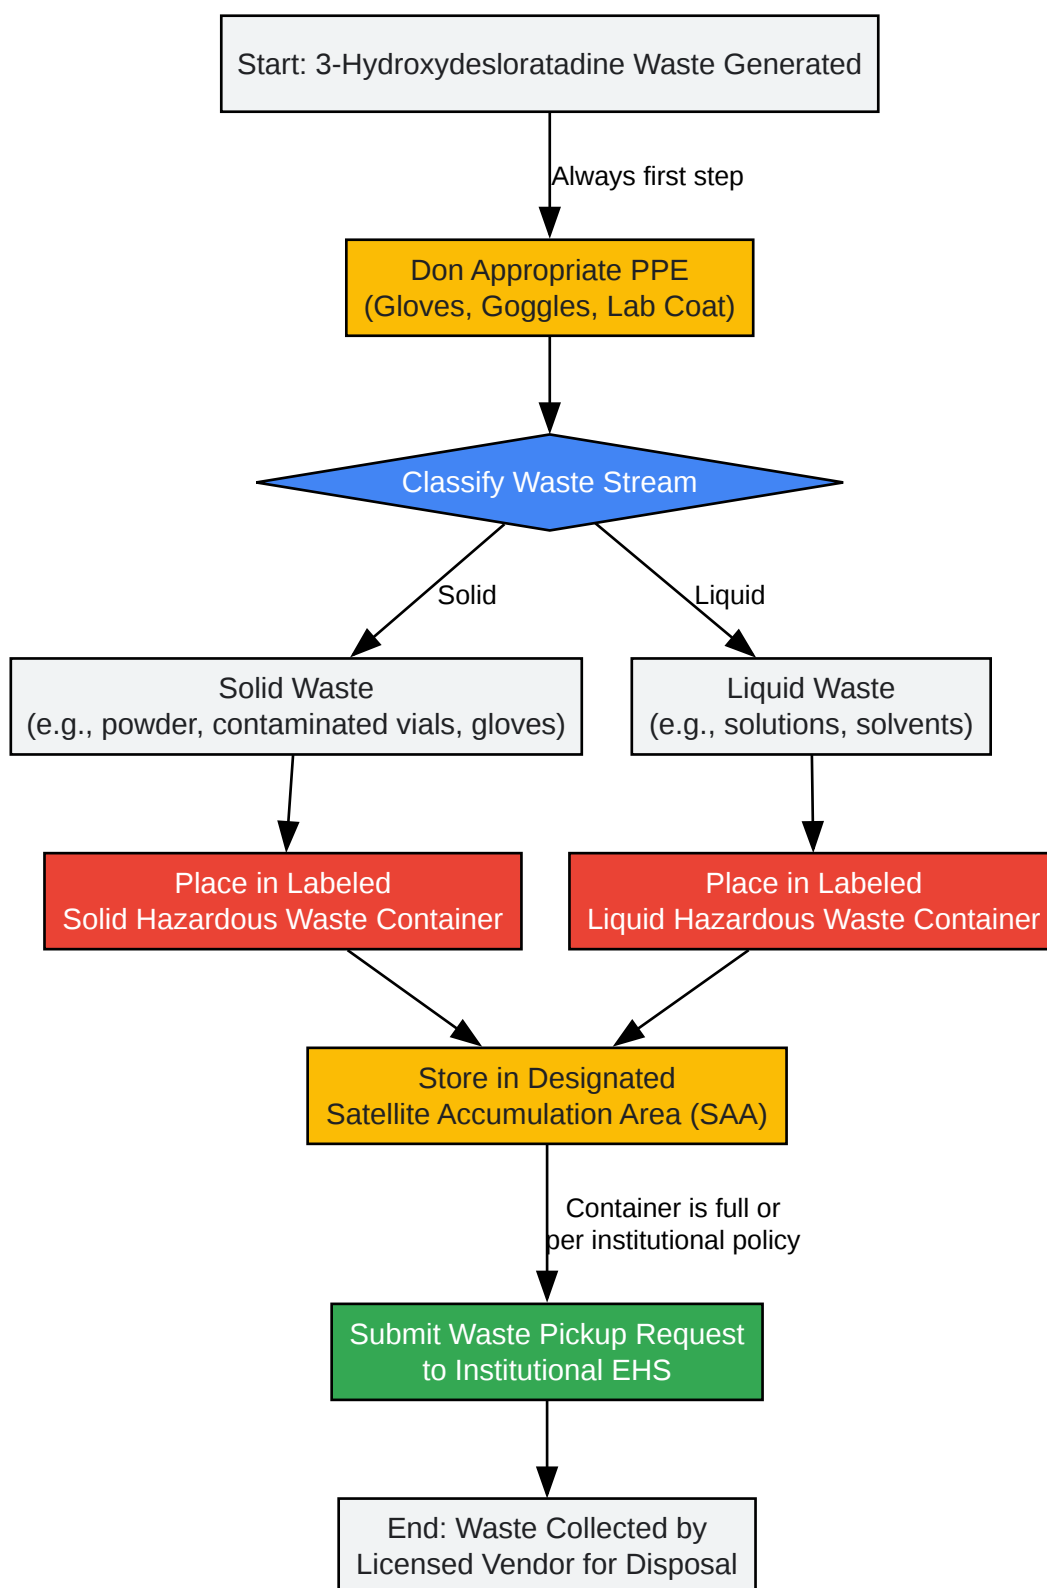 Start: 3-Hydroxydesloratadine Waste Generated
Always first step
Don Appropriate PPE
(Gloves, Goggles, Lab Coat)
Classify Waste Stream
Solid
Liquid
Solid Waste
(e.g., powder, contaminated vials, gloves)
Liquid Waste
(e.g., solutions, solvents)
Place in Labeled
Solid Hazardous Waste Container
Place in Labeled
Liquid Hazardous Waste Container
Store in Designated
Satellite Accumulation Area (SAA)
Container is full or
per institutional policy
Submit Waste Pickup Request
to Institutional EHS
End: Waste Collected by
Licensed Vendor for Disposal